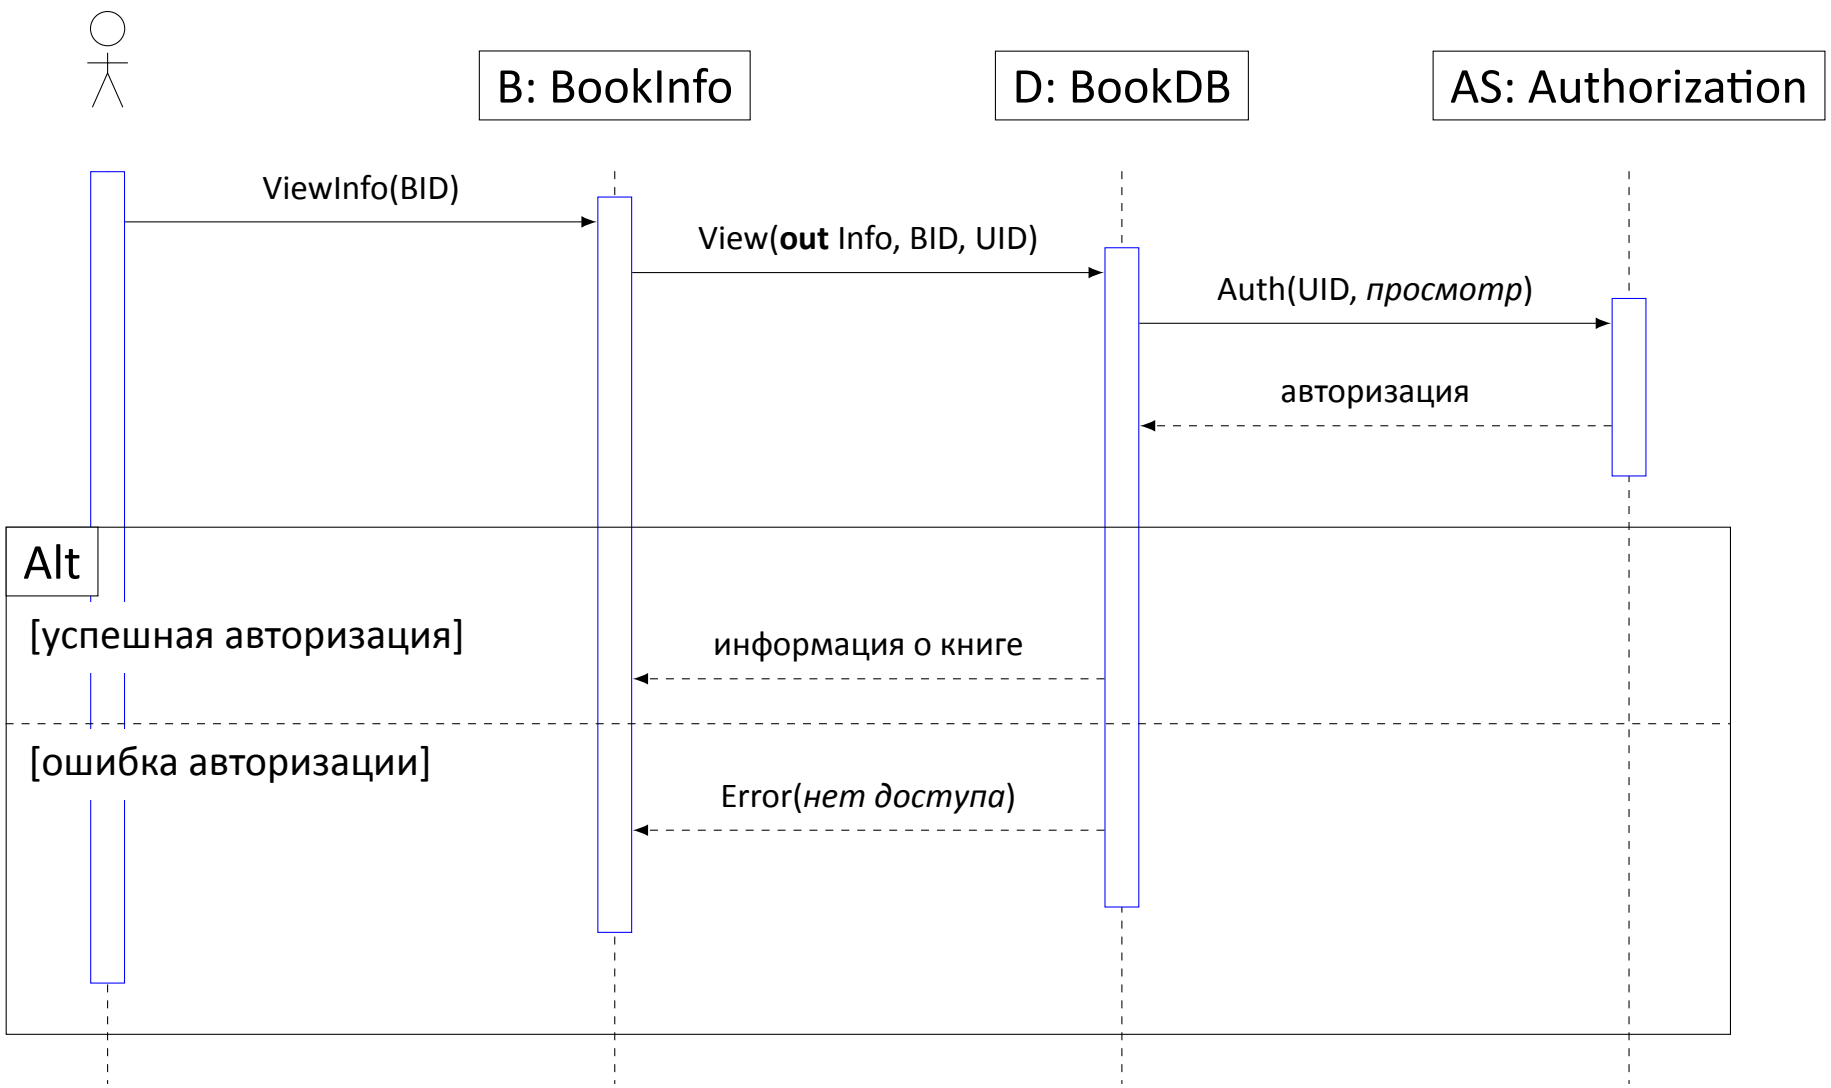 B: BookInfo
D: BookDB
AS: Authorization
ViewInfo(BID)
View(out Info, BID, UID)
Auth(UID, просмотр)
авторизация
Alt
[успешная авторизация]
информация о книге
[ошибка авторизации]
Error(нет доступа)